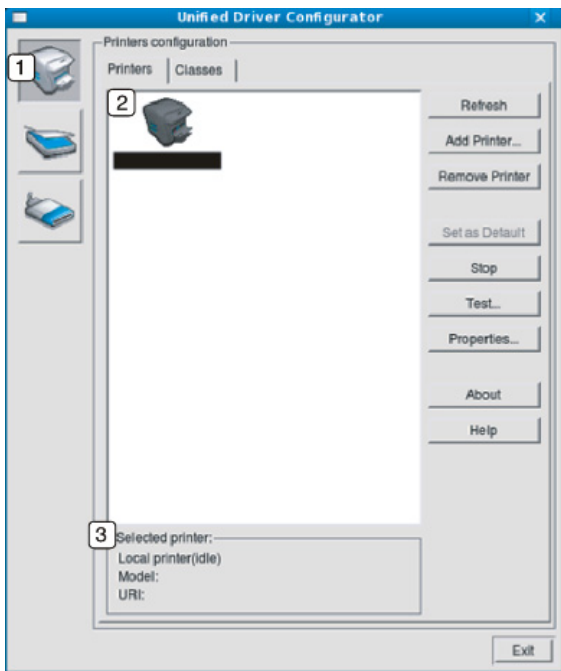 Unified Driver Configurator
Printers configuration
1
Printers
Classes
2
Refresh
Add Printer...
Remove Printer
Set as Default
Stop
Test...
Properties...
About
Help
3
Selected printer:
Local printer(idle)
Model:
URI:
Exit